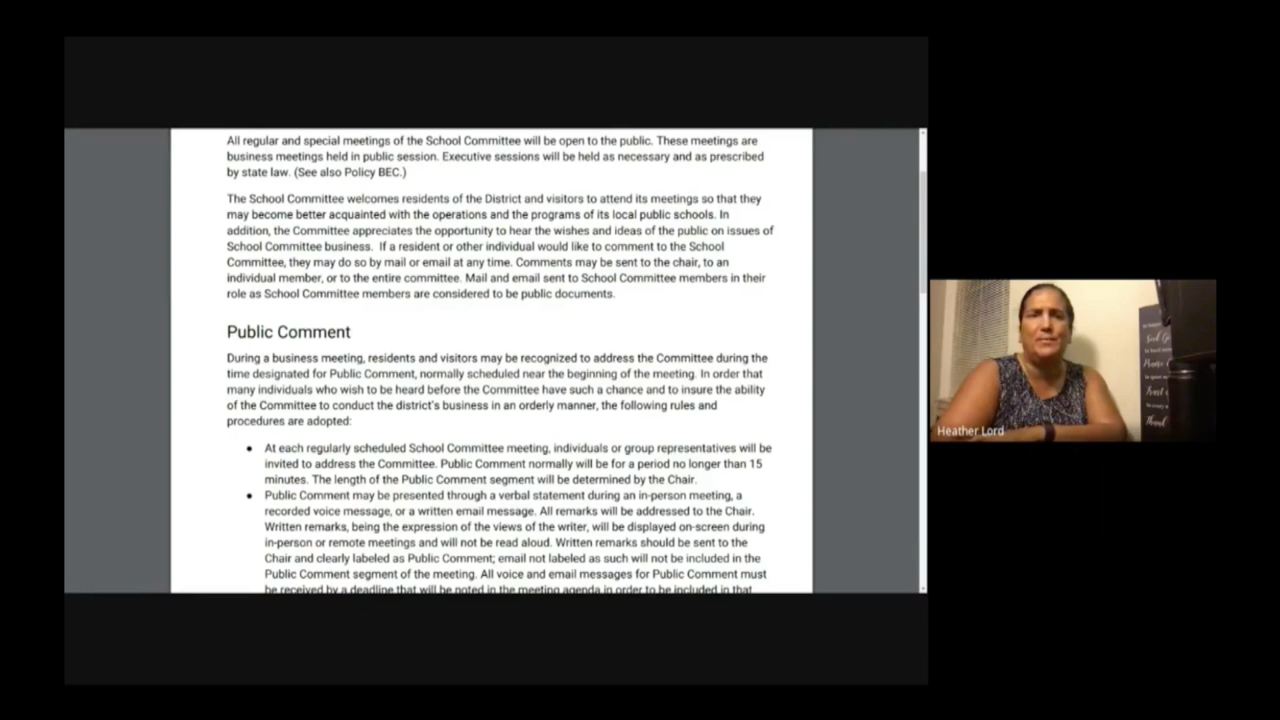 All regular and special meetings of the School Committee will be open to the public. These meetings are
business meetings held in public session. Executive sessions will be held as necessary and as prescribed
by state law. (See also Policy BEC.)
The School Committee welcomes residents of the District and visitors to attend its meetings so that they
may become better acquainted with the operations and the programs of its local public schools. In
addition, the Committee appreciates the opportunity to hear the wishes and ideas of the public on issues of
School Committee business. If a resident or other individual would like to comment to the School
Committee, they may do so by mail or email at any time. Comments may be sent to the chair, to an
individual member, or to the entire committee. Mail and email sent to School Committee members in their
role as School Committee members are considered to be public documents.
Public Comment
During a business meeting, residents and visitors may be recognized to address the Committee during the
time designated for Public Comment, normally scheduled near the beginning of the meeting. In order that
many individuals who wish to be heard before the Committee have such a chance and to insure the ability
of the Committee to conduct the district's business in an orderly manner, the following rules and
procedures are adopted:
• At each regularly scheduled School Committee meeting, individuals or group representatives will be
invited to address the Committee. Public Comment normally will be for a period no longer than 15
minutes. The length of the Public Comment segment will be determined by the Chair.
• Public Comment may be presented through a verbal statement during an in-person meeting, a
recorded voice message, or a written email message. All remarks will be addressed to the Chair.
Written remarks, being the expression of the views of the writer, will be displayed on-screen during
in-person or remote meetings and will not be read aloud. Written remarks should be sent to the
Chair and clearly labeled as Public Comment; email not labeled as such will not be included in the
Public Comment segment of the meeting. All voice and email messages for Public Comment must
be received by a deadline that will be noted in the meeting agenda in order to be included in that
Heather Lord